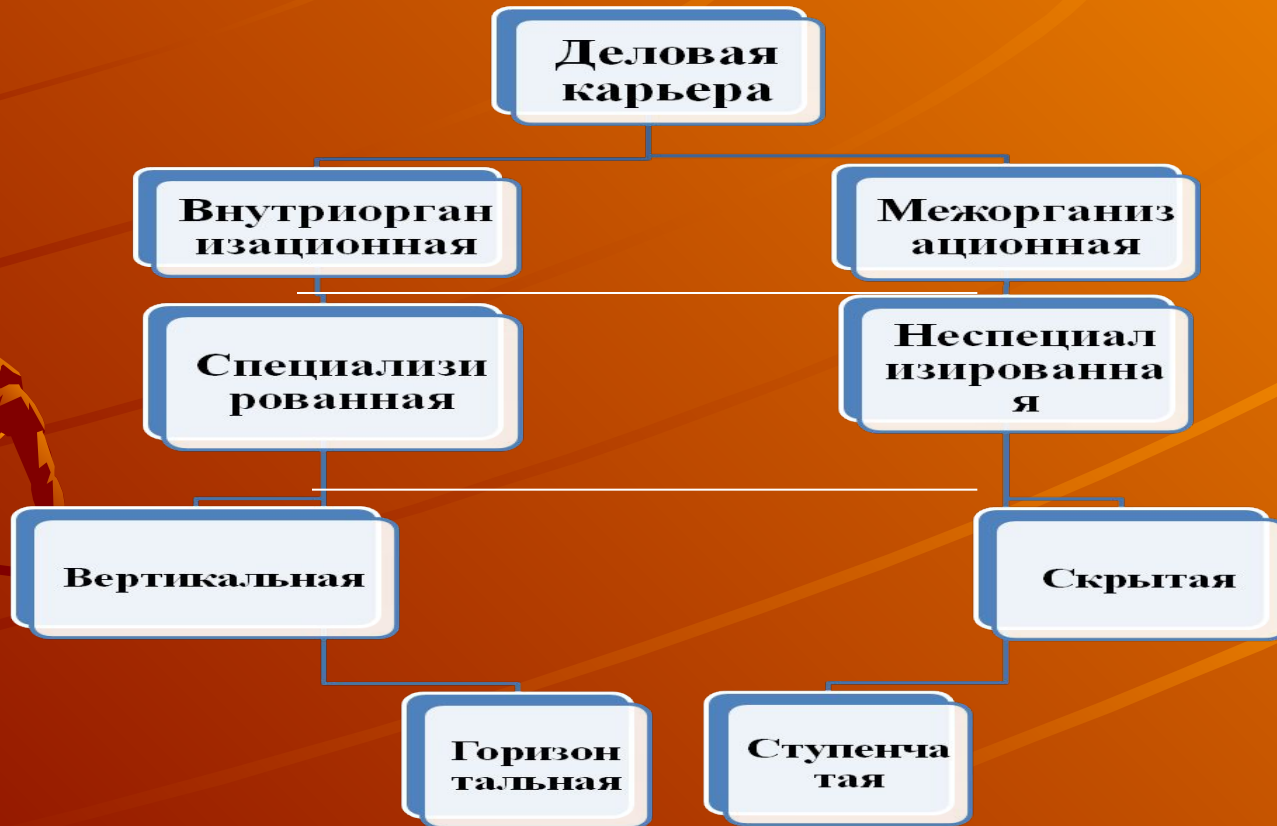 Деловая
карьера
Внутриорган
изационная
Межорганиз
ационная
Специализи
рованная
Неспециал
изированна
я
Вертикальная
Скрытая
Горизон
тальная
Ступенча
тая